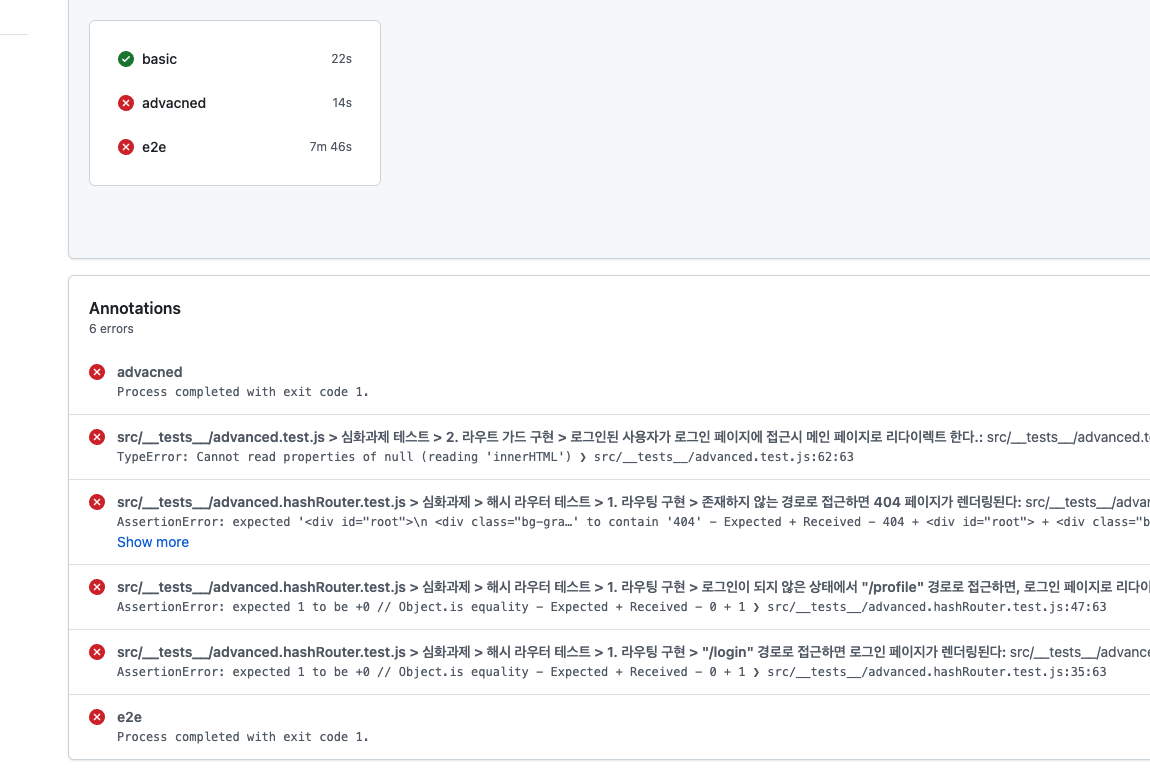 basic 22s
advacned 14s
e2e 7m 46s
Annotations
6 errors
advacned
Process completed with exit code 1.
src/__tests__/advanced.test.js > 심화과제 테스트 > 2. 라우트 가드 구현 > 로그인된 사용자가 로그인 페이지에 접근시 메인 페이지로 리다이렉트 한다.: src/__tests__/advanced.t
TypeError: Cannot read properties of null (reading 'innerHTML') ❯ src/__tests__/advanced.test.js:62:63
src/__tests__/advanced.hashRouter.test.js > 심화과제 > 해시 라우터 테스트 > 1. 라우팅 구현 > 존재하지 않는 경로로 접근하면 404 페이지가 렌더링된다: src/__tests__/advan
AssertionError: expected '<div id="root">\n <div class="bg-gra…' to contain '404' - Expected + Received - 404 + <div id="root"> + <div class="b
Show more
src/__tests__/advanced.hashRouter.test.js > 심화과제 > 해시 라우터 테스트 > 1. 라우팅 구현 > 로그인이 되지 않은 상태에서 "/profile" 경로로 접근하면, 로그인 페이지로 리다이
AssertionError: expected 1 to be +0 // Object.is equality - Expected + Received - 0 + 1 ❯ src/__tests__/advanced.hashRouter.test.js:47:63
src/__tests__/advanced.hashRouter.test.js > 심화과제 > 해시 라우터 테스트 > 1. 라우팅 구현 > "/login" 경로로 접근하면 로그인 페이지가 렌더링된다: src/__tests__/advance
AssertionError: expected 1 to be +0 // Object.is equality - Expected + Received - 0 + 1 ❯ src/__tests__/advanced.hashRouter.test.js:35:63
e2e
Process completed with exit code 1.